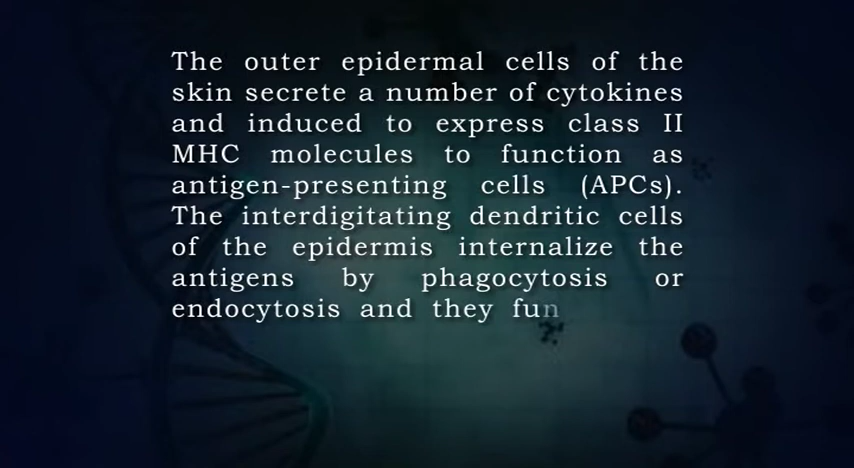 The outer epidermal cells of the
skin secrete a number of cytokines
and induced to express class II
MHC molecules to function as
antigen-presenting cells (APCs).
The interdigitating dendritic cells
of the epidermis internalize the
antigens by phagocytosis or
endocytosis and they fun